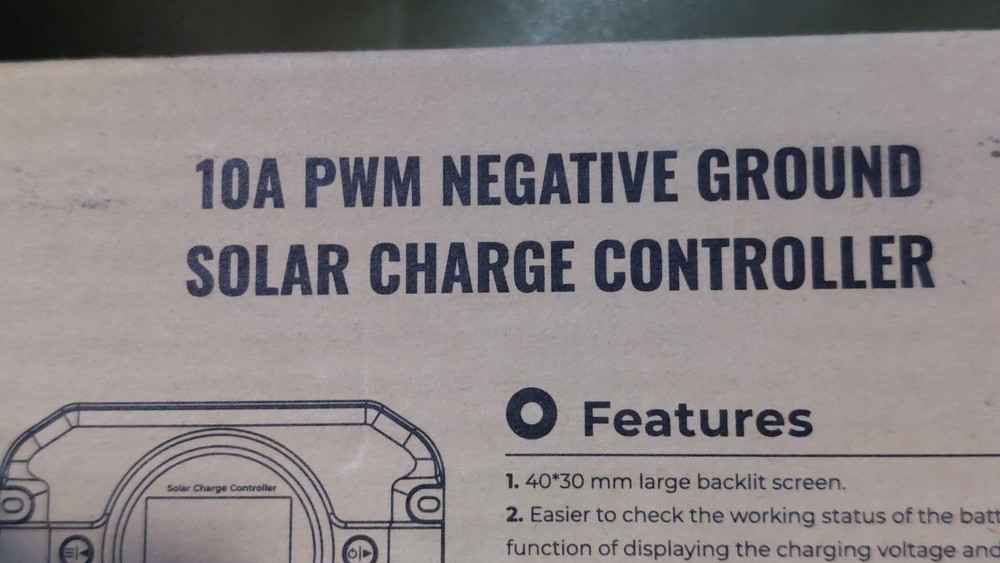 10A PWM NEGATIVE GROUND
SOLAR CHARGE CONTROLLER
Features
1. 40*30 mm large backlit screen.
2. Easier to check the working status of the batt
function of displaying the charging voltage and
Solar Charge Controller